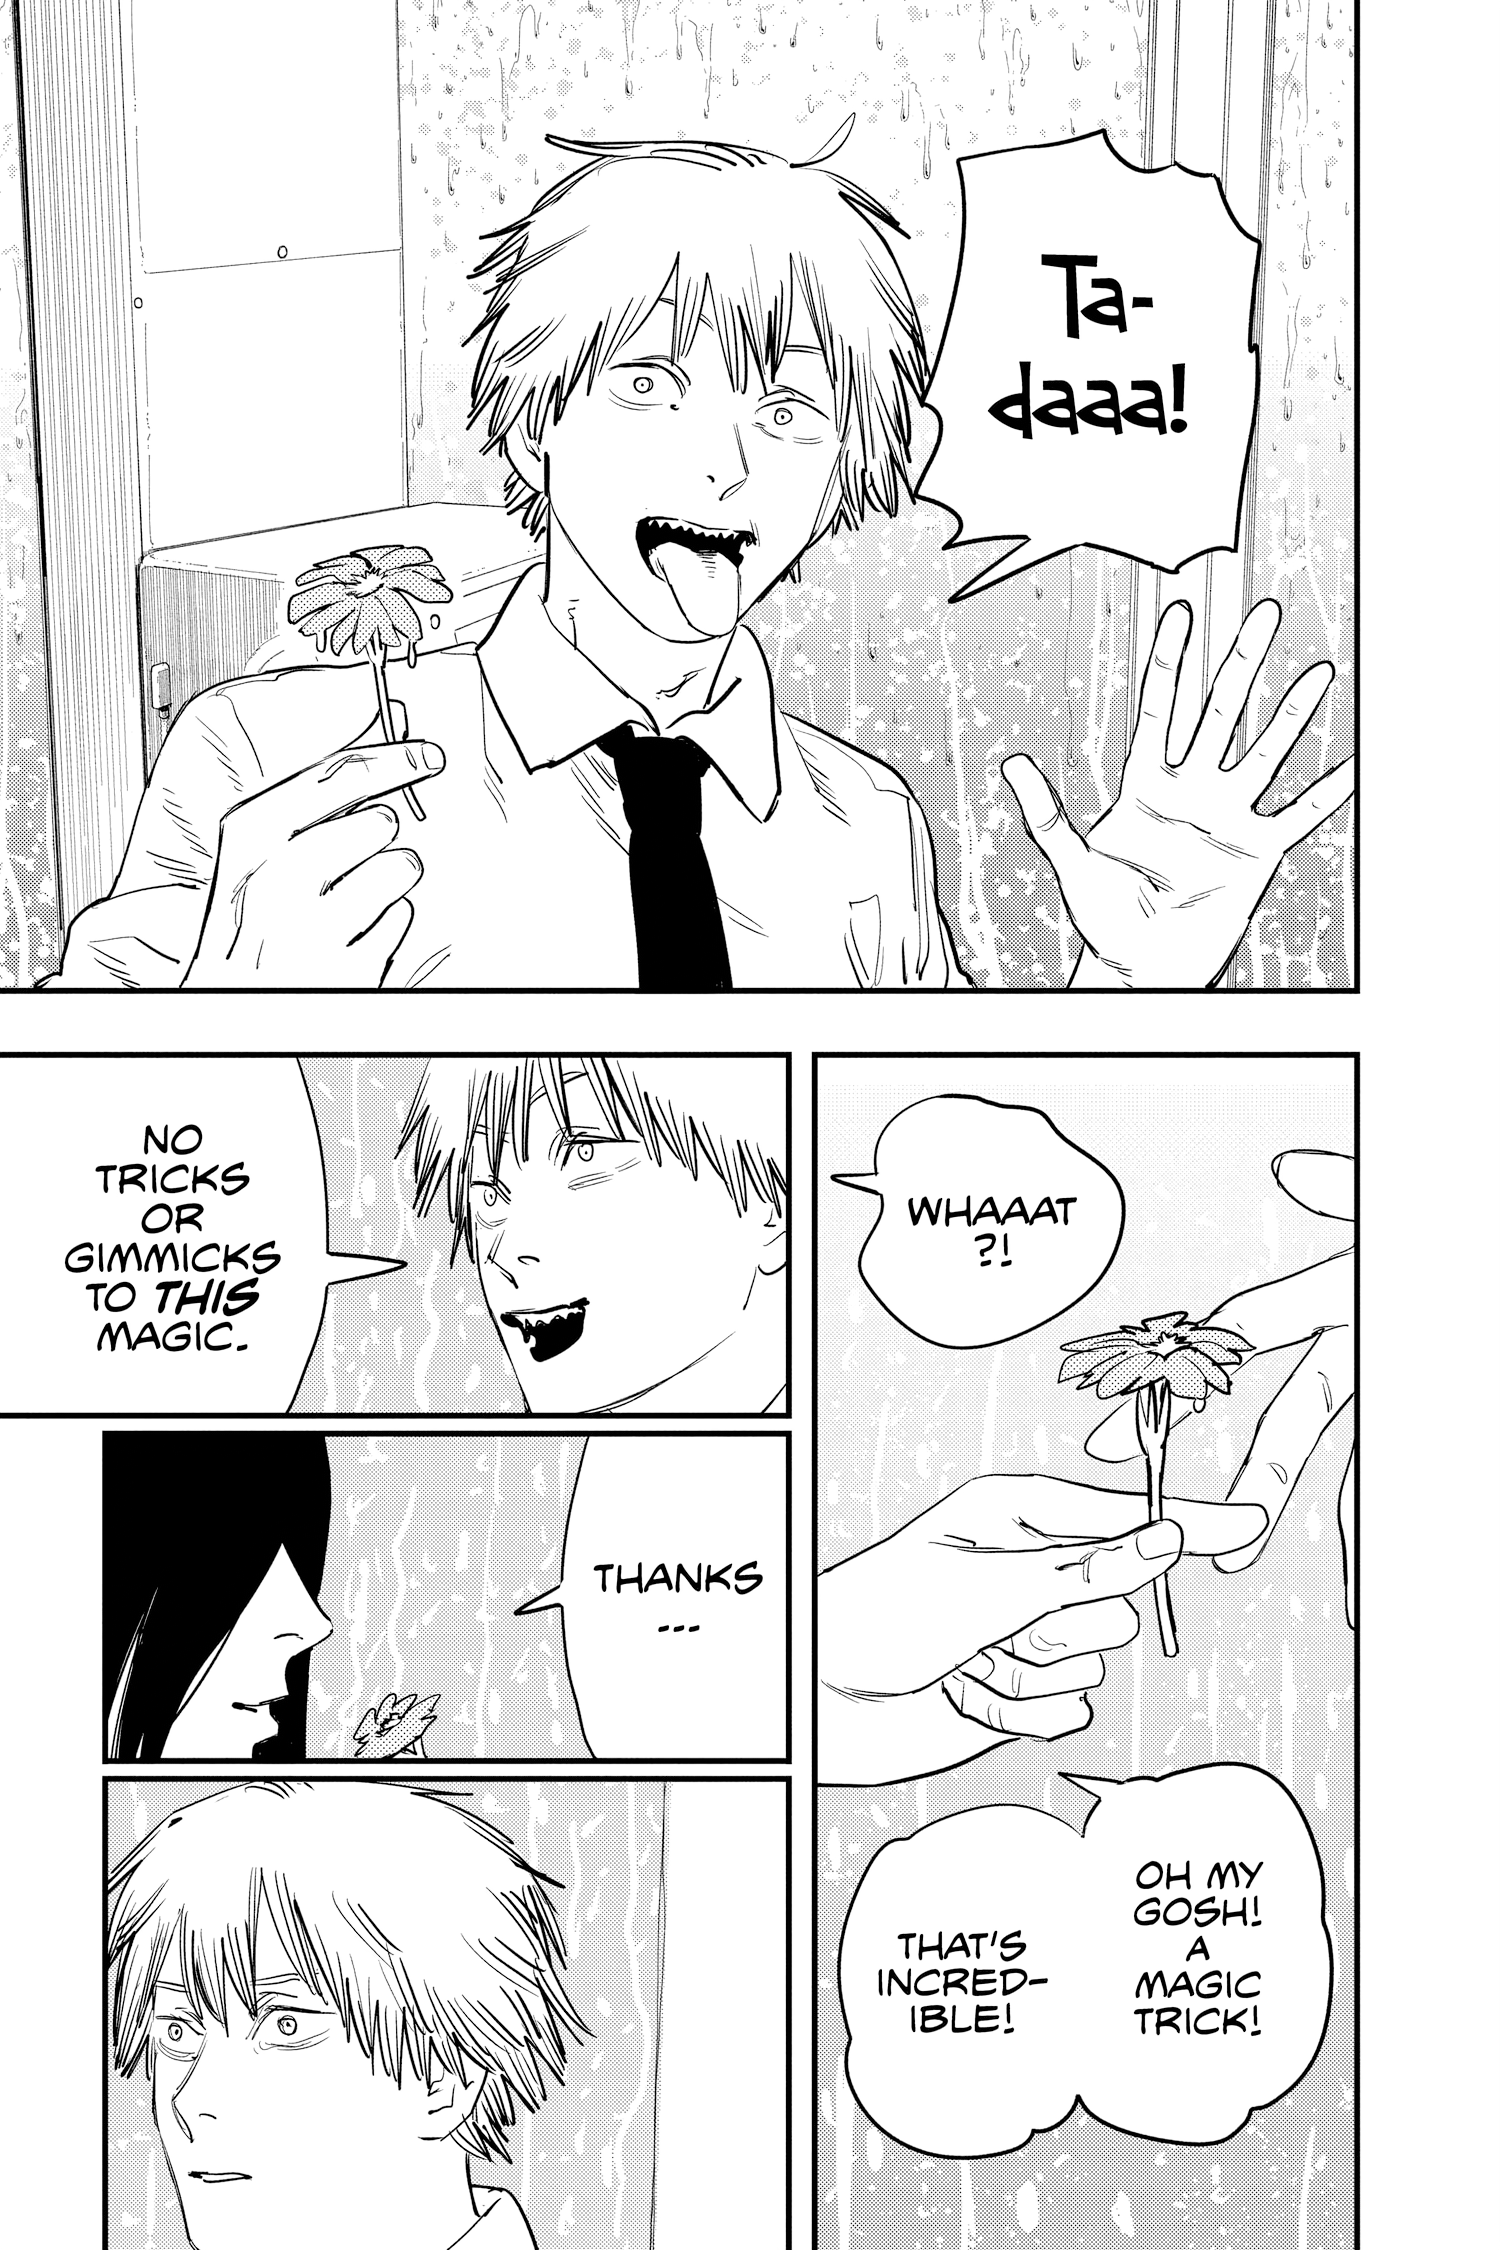 Ta-
daaa!
WHAAAT
?!
OH MY
GOSH!
A
MAGIC
TRICK!
THAT'S
INCRED-
IBLE!
NO
TRICKS
OR
GIMMICKS
TO THIS
MAGIC.
THANKS
...